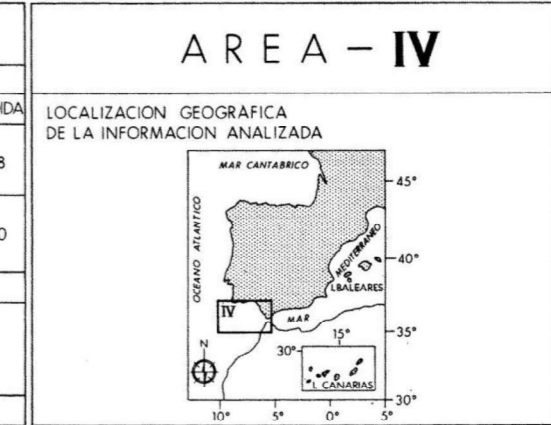 AREA – IV
IDA
8
0
LOCALIZACION GEOGRAFICA
DE LA INFORMACION ANALIZADA
MAR CANTABRICO
OCEANO ATLANTICO
MEDITERRANEO
I.BALEARES
MAR
IV
N
I. CANARIAS
45°
40°
35°
30°
15°
30°
10°
5°
0°
5°